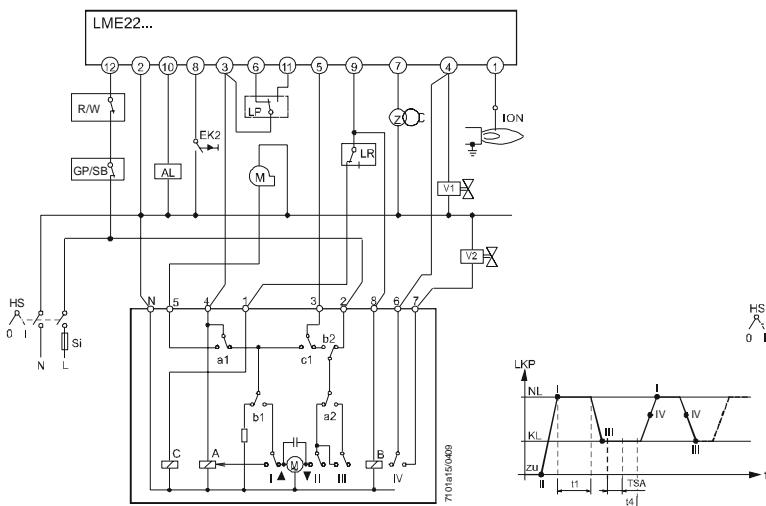 LME22...
12 2 10 8 3 6 11 5 9 7 4 1
R/W
EK2
LP
Z C
ION
GP/SB
AL
M
LR
V1
V2
HS
0 I
Si
N L
N 5 4 1 3 2 8 6 7
a1 c1 b2
b1 a2
C A M B
I II III IV
7101a15/0409
HS
0 I
LKP
NL
KL
zu
I I
IV IV
III III
II
t1 TSA
t4
t